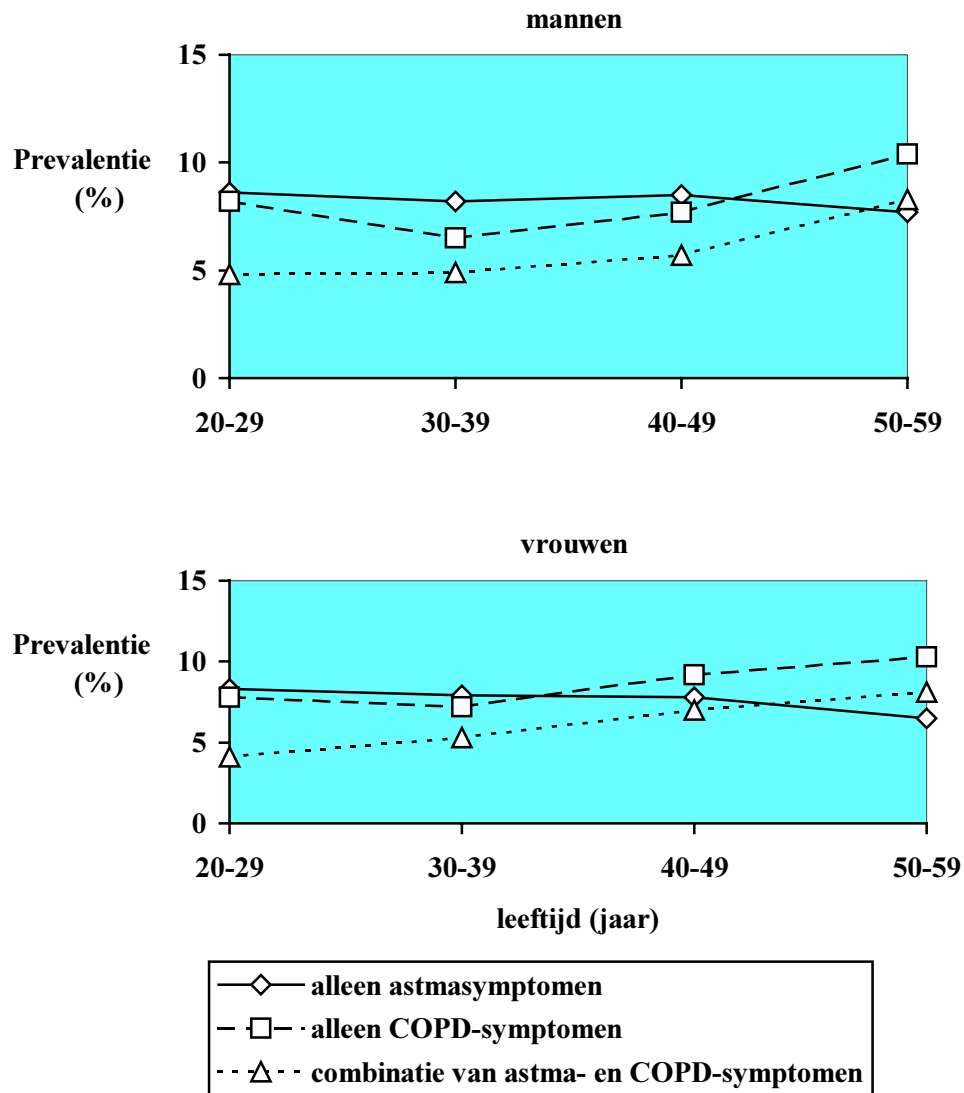 mannen
15
10
5
0
Prevalentie
(%)
20-29 30-39 40-49 50-59
vrouwen
15
10
5
0
Prevalentie
(%)
20-29 30-39 40-49 50-59
leeftijd (jaar)
alleen astmasymptomen
alleen COPD-symptomen
combinatie van astma- en COPD-symptomen